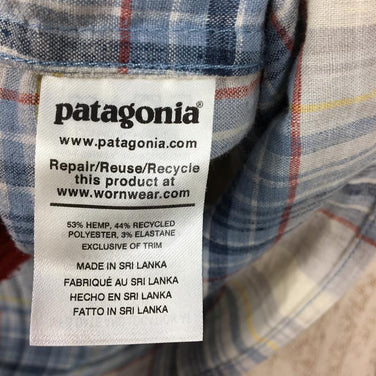 patagonia®
www.patagonia.com
Repair/Reuse/Recycle
this product at
www.wornwear.com
53% HEMP, 44% RECYCLED
POLYESTER, 3% ELASTANE
EXCLUSIVE OF TRIM
MADE IN SRI LANKA
FABRIQUÉ AU SRI LANKA
HECHO EN SRI LANKA
FATTO IN SRI LANKA